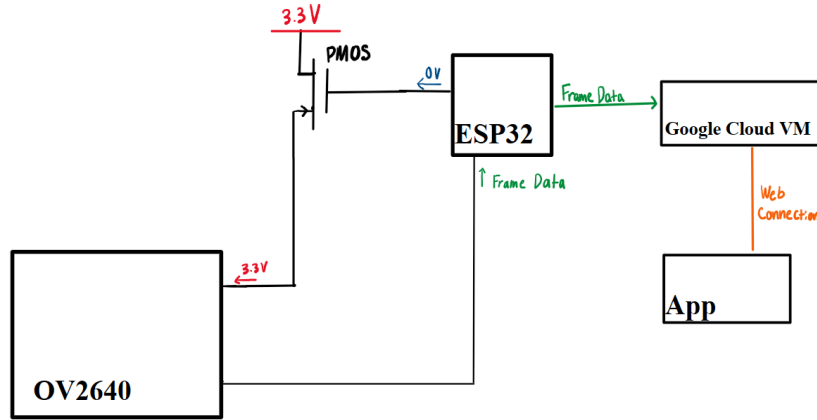 3.3V
PMOS
0V
ESP32
Frame Data
Google Cloud VM
Frame Data
Web
Connection
3.3V
App
OV2640